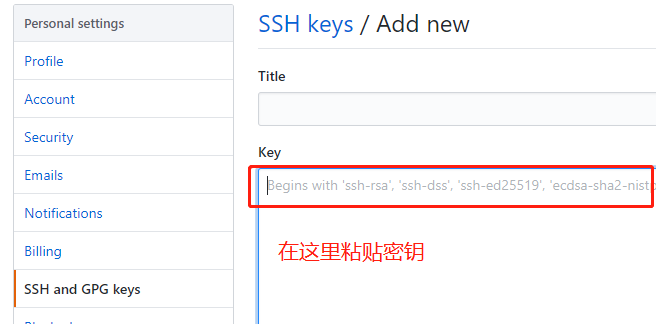 Personal settings
Profile
Account
Security
Emails
Notifications
Billing
SSH and GPG keys
SSH keys / Add new
Title
Key
Begins with 'ssh-rsa', 'ssh-dss', 'ssh-ed25519', 'ecdsa-sha2-nist
在这里粘贴密钥